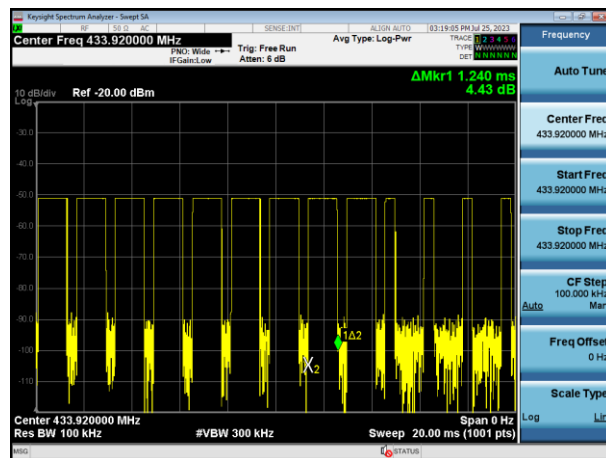 Keysight Spectrum Analyzer - Swept SA
RF 50 Ω AC SENSE:INT ALIGN AUTO 03:19:05 PM Jul 25, 2023
Center Freq 433.920000 MHz
PNO: Wide
IFGain:Low
Trig: Free Run
Atten: 6 dB
Avg Type: Log-Pwr
TRACE 1 2 3 4 5 6
TYPE WWWWWW
DET N N N N N N
ΔMkr1 1.240 ms
4.43 dB
10 dB/div Ref -20.00 dBm
Log
-30.0
-40.0
-50.0
-60.0
-70.0
-80.0
-90.0
-100
-110
1Δ2
X2
Center 433.920000 MHz Span 0 Hz
Res BW 100 kHz #VBW 300 kHz Sweep 20.00 ms (1001 pts)
MSG STATUS
Frequency
Auto Tune
Center Freq
433.920000 MHz
Start Freq
433.920000 MHz
Stop Freq
433.920000 MHz
CF Step
100.000 kHz
Auto Man
Freq Offset
0 Hz
Scale Type
Log Lin